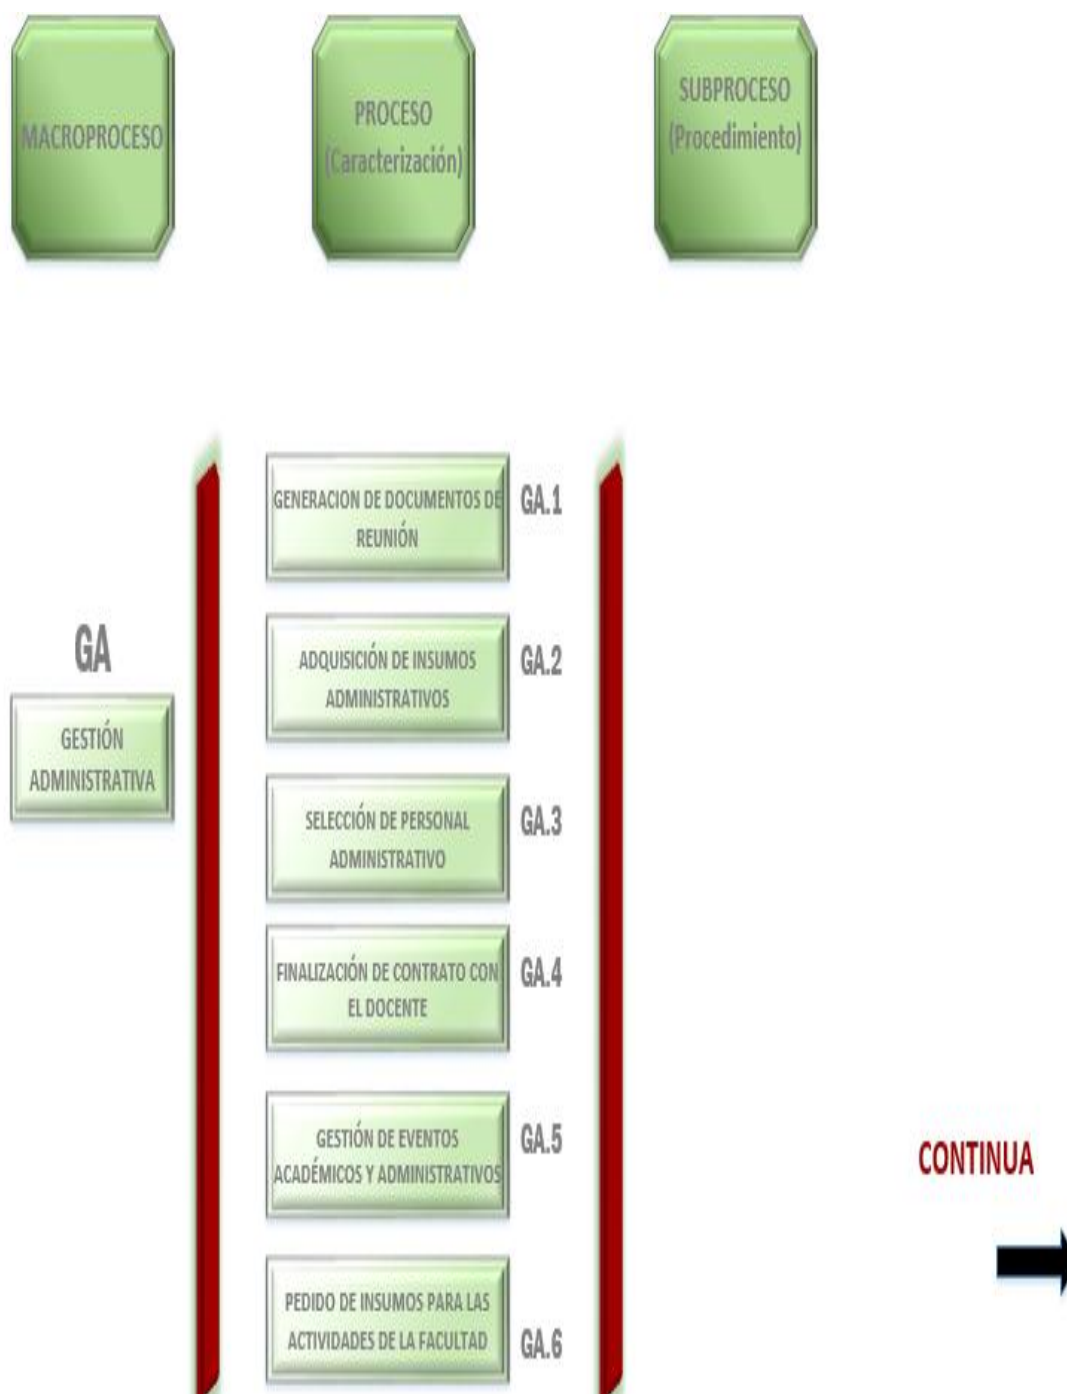 MACROPROCESO
PROCESO
(Caracterización)
SUBPROCESO
(Procedimiento)
GA
GESTIÓN
ADMINISTRATIVA
GENERACION DE DOCUMENTOS DE
REUNIÓN
GA.1
ADQUISICIÓN DE INSUMOS
ADMINISTRATIVOS
GA.2
SELECCIÓN DE PERSONAL
ADMINISTRATIVO
GA.3
FINALIZACIÓN DE CONTRATO CON
EL DOCENTE
GA.4
GESTIÓN DE EVENTOS
ACADÉMICOS Y ADMINISTRATIVOS
GA.5
PEDIDO DE INSUMOS PARA LAS
ACTIVIDADES DE LA FACULTAD
GA.6
CONTINUA